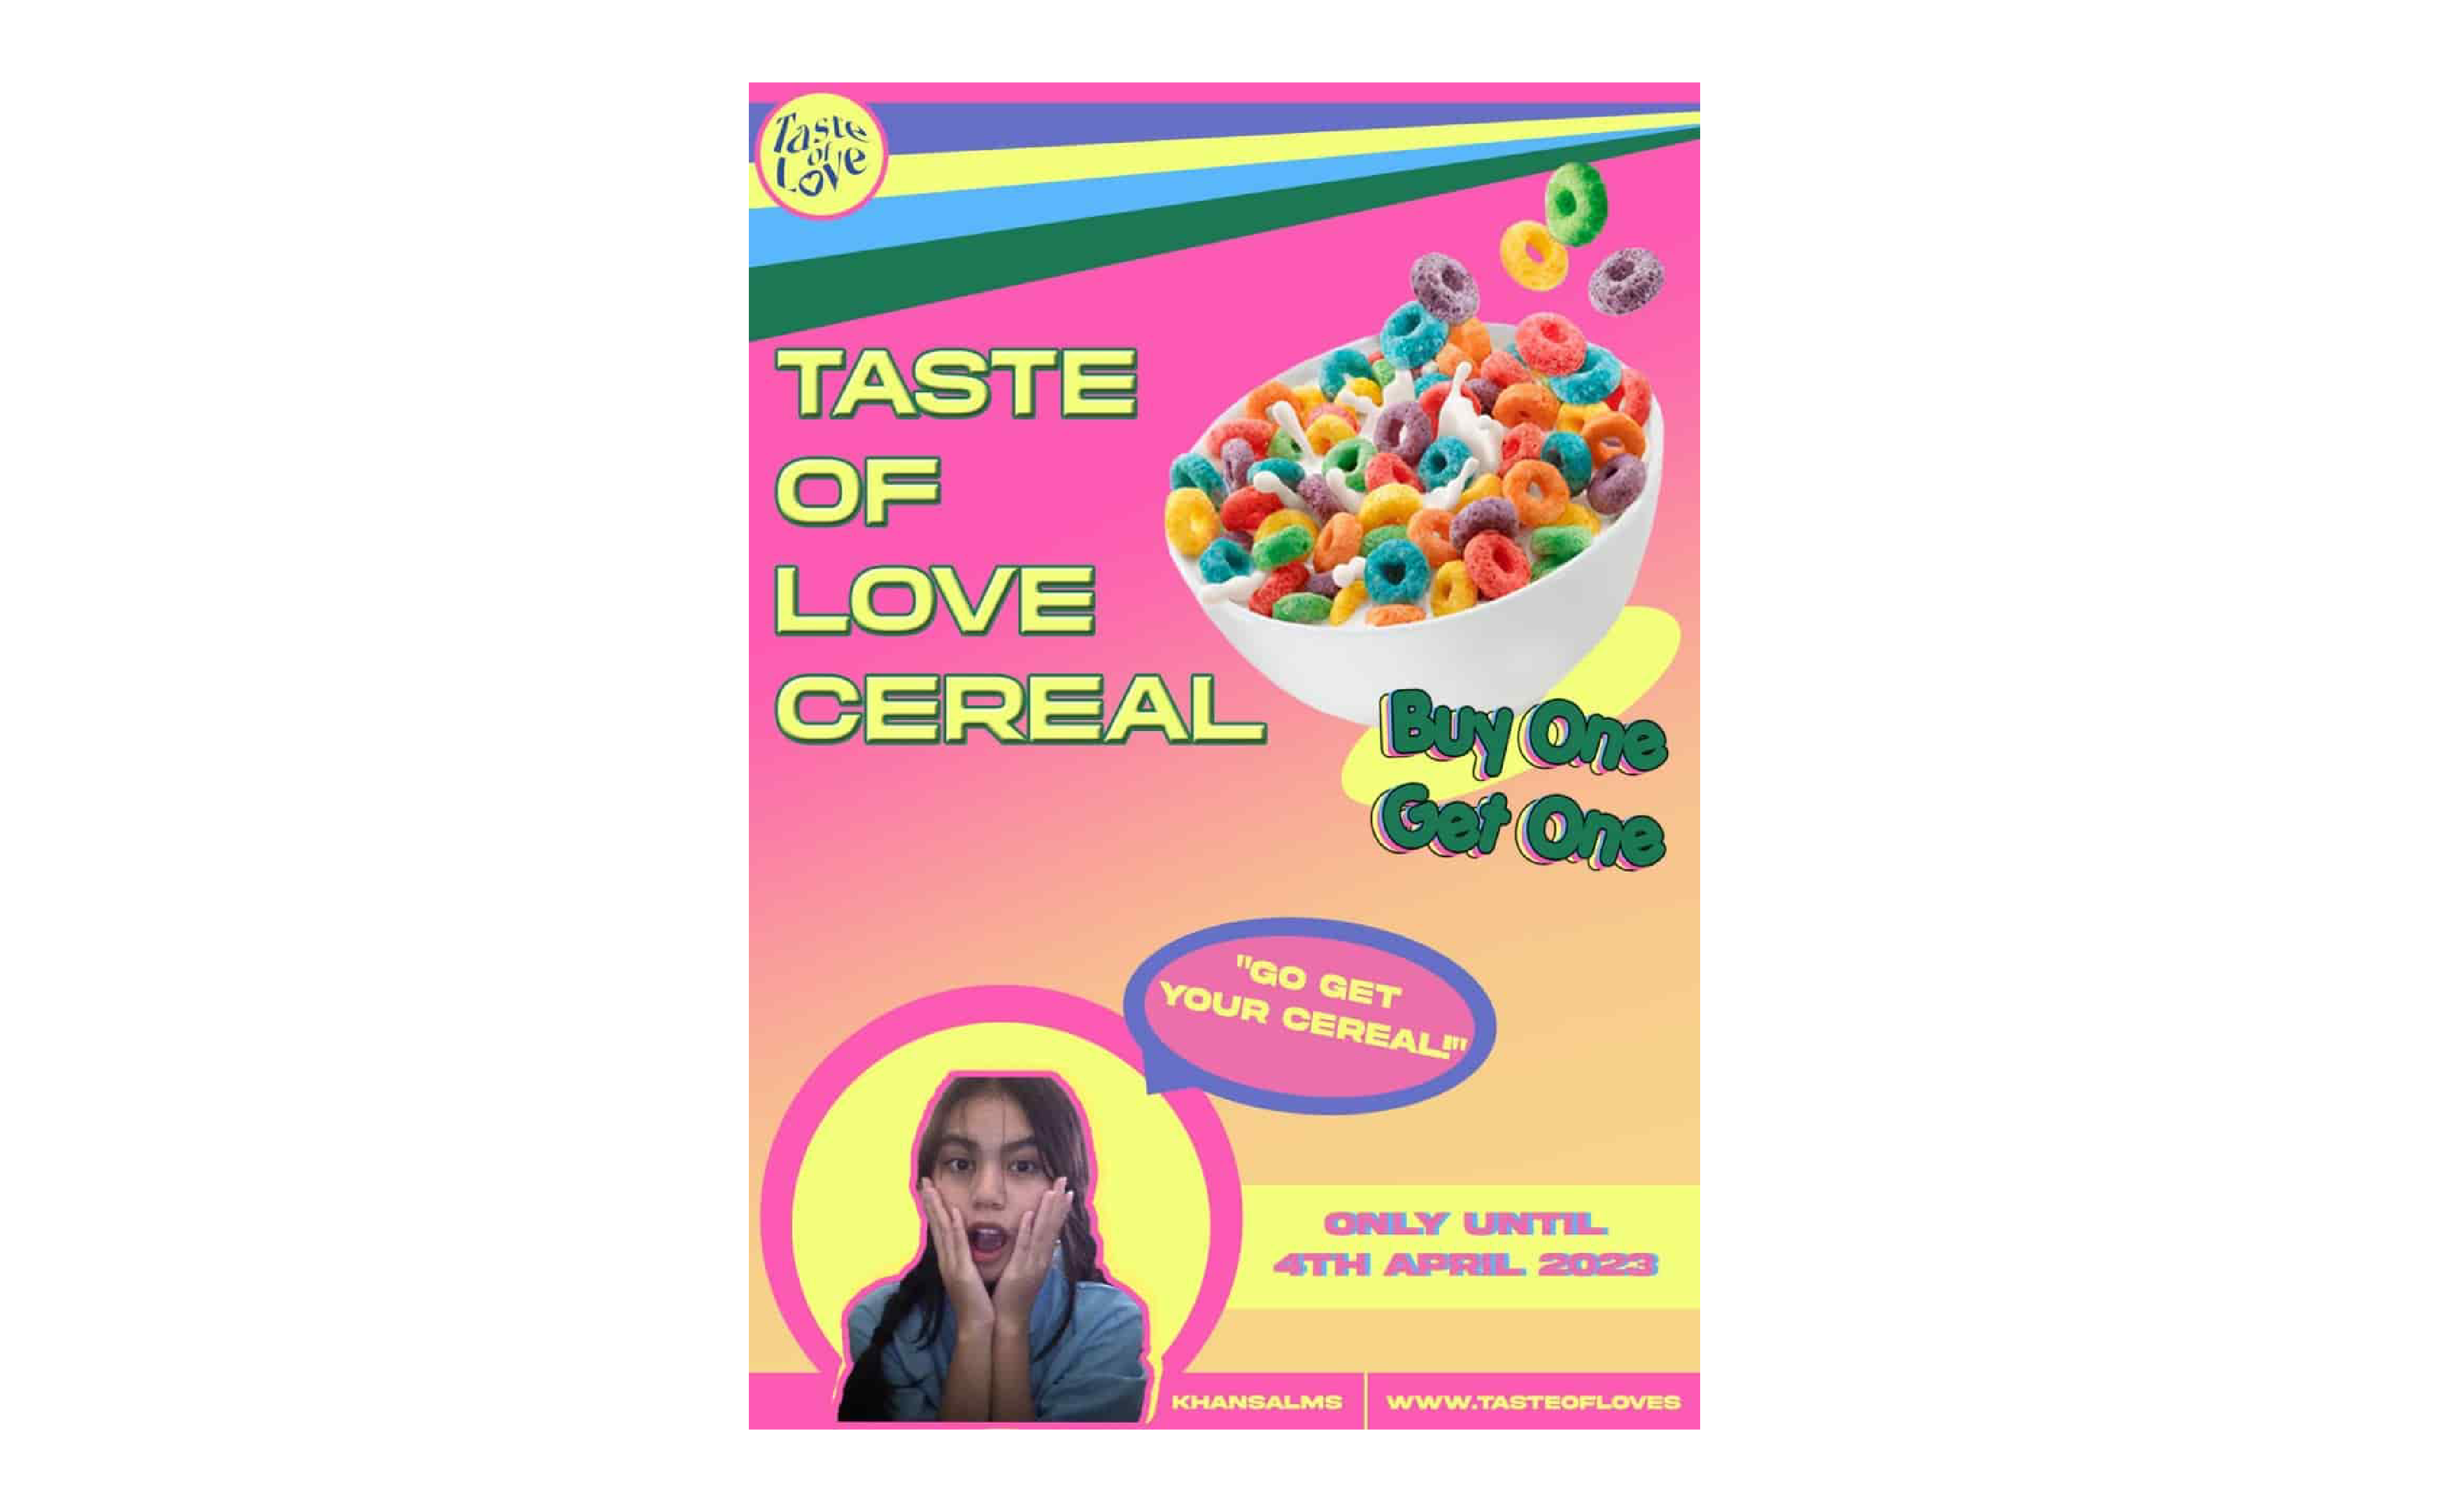 Taste
of
Love
TASTE
OF
LOVE
CEREAL
Buy One
Get One
"GO GET
YOUR CEREAL!"
ONLY UNTIL
4TH APRIL 2023
KHANSALMS
WWW.TASTEOFLOVES